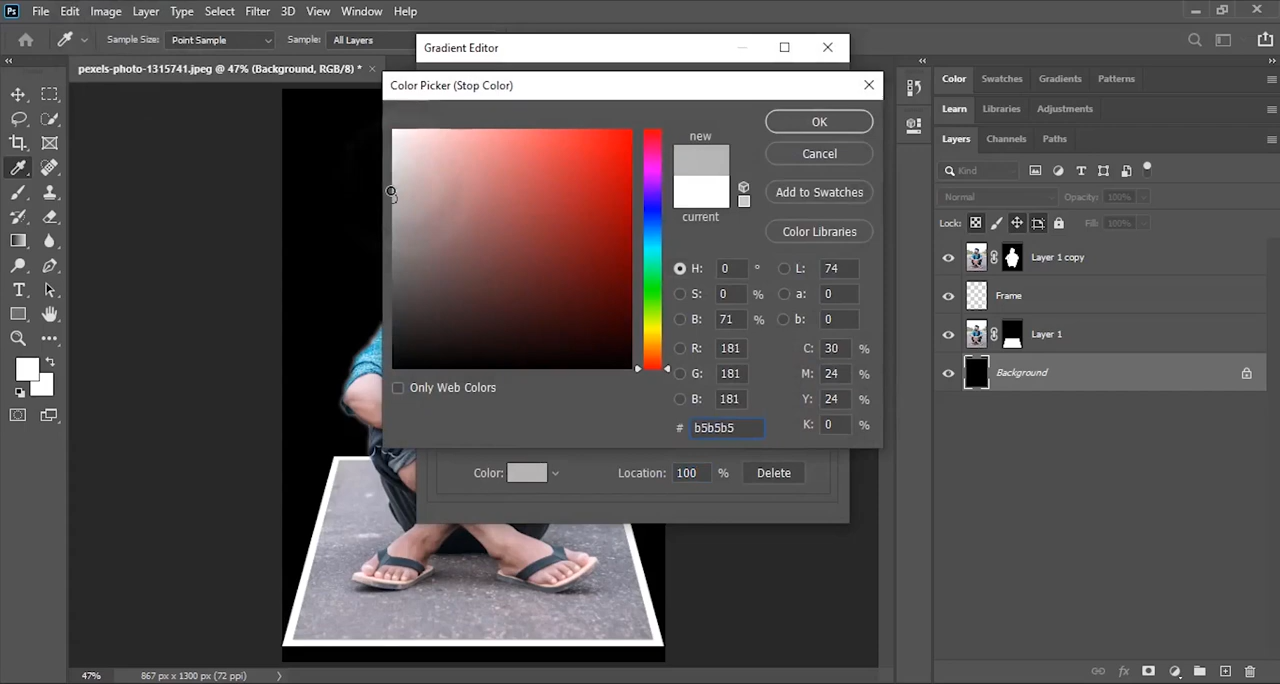 Ps File Edit Image Layer Type Select Filter 3D View Window Help
Sample Size: Point Sample Sample: All Layers
Gradient Editor
pexels-photo-1315741.jpeg @ 47% (Background, RGB/8) *
Color Picker (Stop Color)
new
current
OK
Cancel
Add to Swatches
Color Libraries
H: 0 ° L: 74
S: 0 % a: 0
B: 71 % b: 0
R: 181 C: 30 %
G: 181 M: 24 %
B: 181 Y: 24 %
# b5b5b5 K: 0 %
Only Web Colors
Color: Location: 100 % Delete
Color Swatches Gradients Patterns
Learn Libraries Adjustments
Layers Channels Paths
Kind
Normal Opacity: 100%
Lock: Fill: 100%
Layer 1 copy
Frame
Layer 1
Background
fx
47% 867 px x 1300 px (72 ppi)